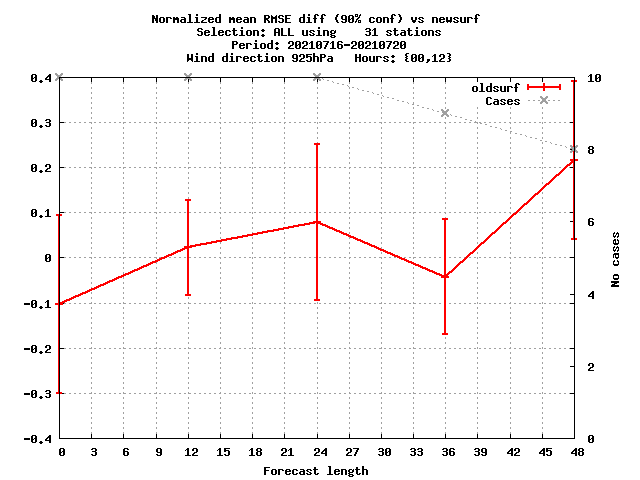 Normalized mean RMSE diff (90% conf) vs newsurf
Selection: ALL using    31 stations
Period: 20210716-20210720
Wind direction 925hPa   Hours: {00,12}
oldsurf
Cases
0.4
0.3
0.2
0.1
0
-0.1
-0.2
-0.3
-0.4
10
8
6
4
2
0
No cases
0 3 6 9 12 15 18 21 24 27 30 33 36 39 42 45 48
Forecast length